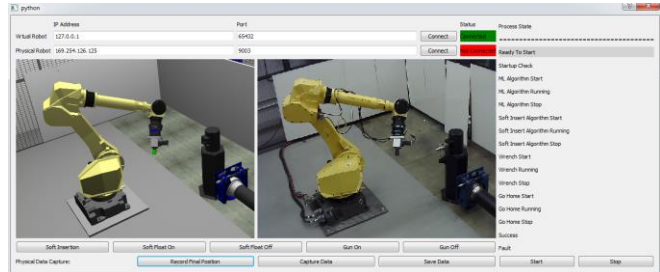 python
IP Address Port Status Process State
Virtual Robot 127.0.0.1 65432 Connect Connected
Physical Robot 169.254.126.125 9003 Connect Not Connected Ready To Start
Startup Check
ML Algorithm Start
ML Algorithm Running
ML Algorithm Stop
Soft Insert Algorithm Start
Soft Insert Algorithm Running
Soft Insert Algorithm Stop
Wrench Start
Wrench Running
Wrench Stop
Go Home Start
Go Home Running
Go Home Stop
Success
Soft Insertion Soft Float On Soft Float Off Gun On Gun Off Fault
Physical Data Capture: Record Final Position Capture Data Save Data Start Stop